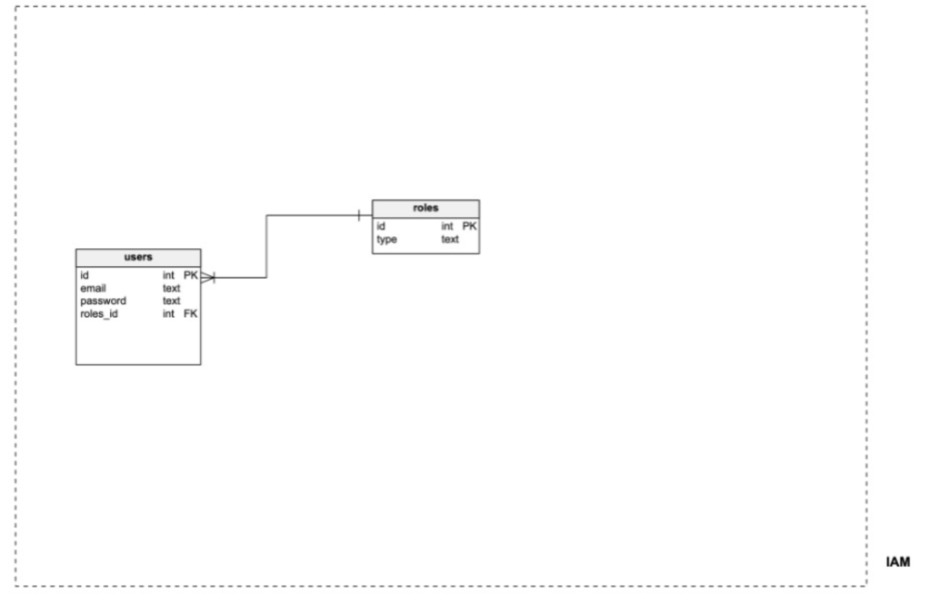 roles
id int PK
type text
users
id int PK
email text
password text
roles_id int FK
IAM